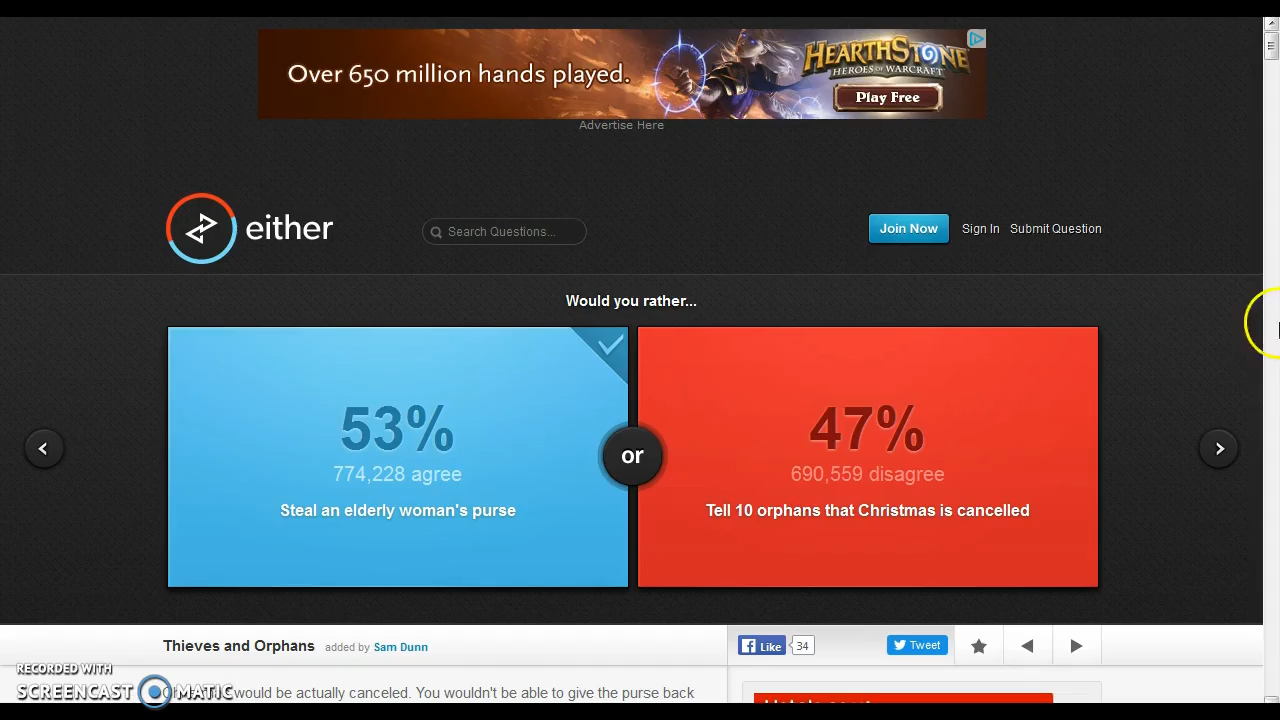 Over 650 million hands played.
HEARTHSTONE
HEROES OF WARCRAFT
Play Free
Advertise Here
either
Search Questions...
Join Now
Sign In
Submit Question
Would you rather...
53%
774,228 agree
Steal an elderly woman's purse
or
47%
690,559 disagree
Tell 10 orphans that Christmas is cancelled
Thieves and Orphans added by Sam Dunn
Like
34
Tweet
RECORDED WITH
SCREENCAST MATIC
would be actually canceled. You wouldn't be able to give the purse back